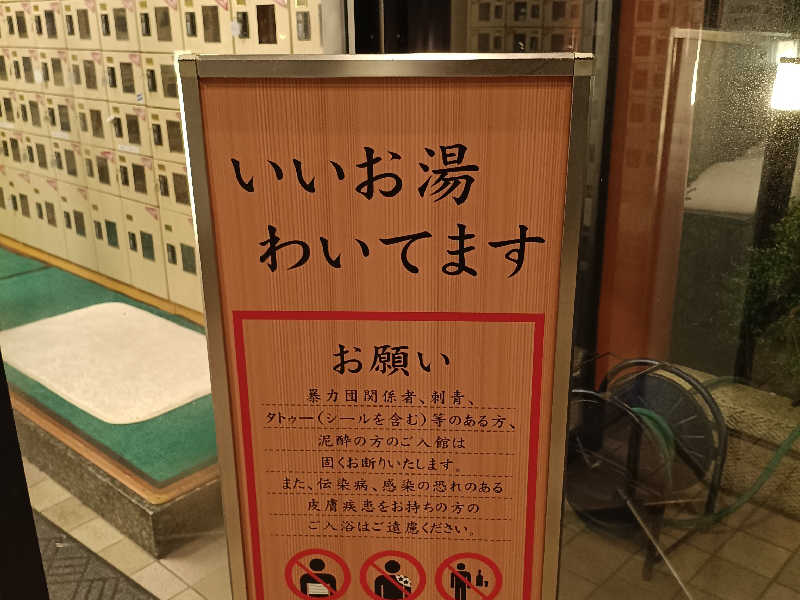 いいお湯
わいてます
お願い
暴力団関係者、刺青、
タトゥー(シールを含む)等のある方、
泥酔の方のご入館は
固くお断りいたします。
また、伝染病、感染の恐れのある
皮膚疾患をお持ちの方の
ご入浴はご遠慮ください。